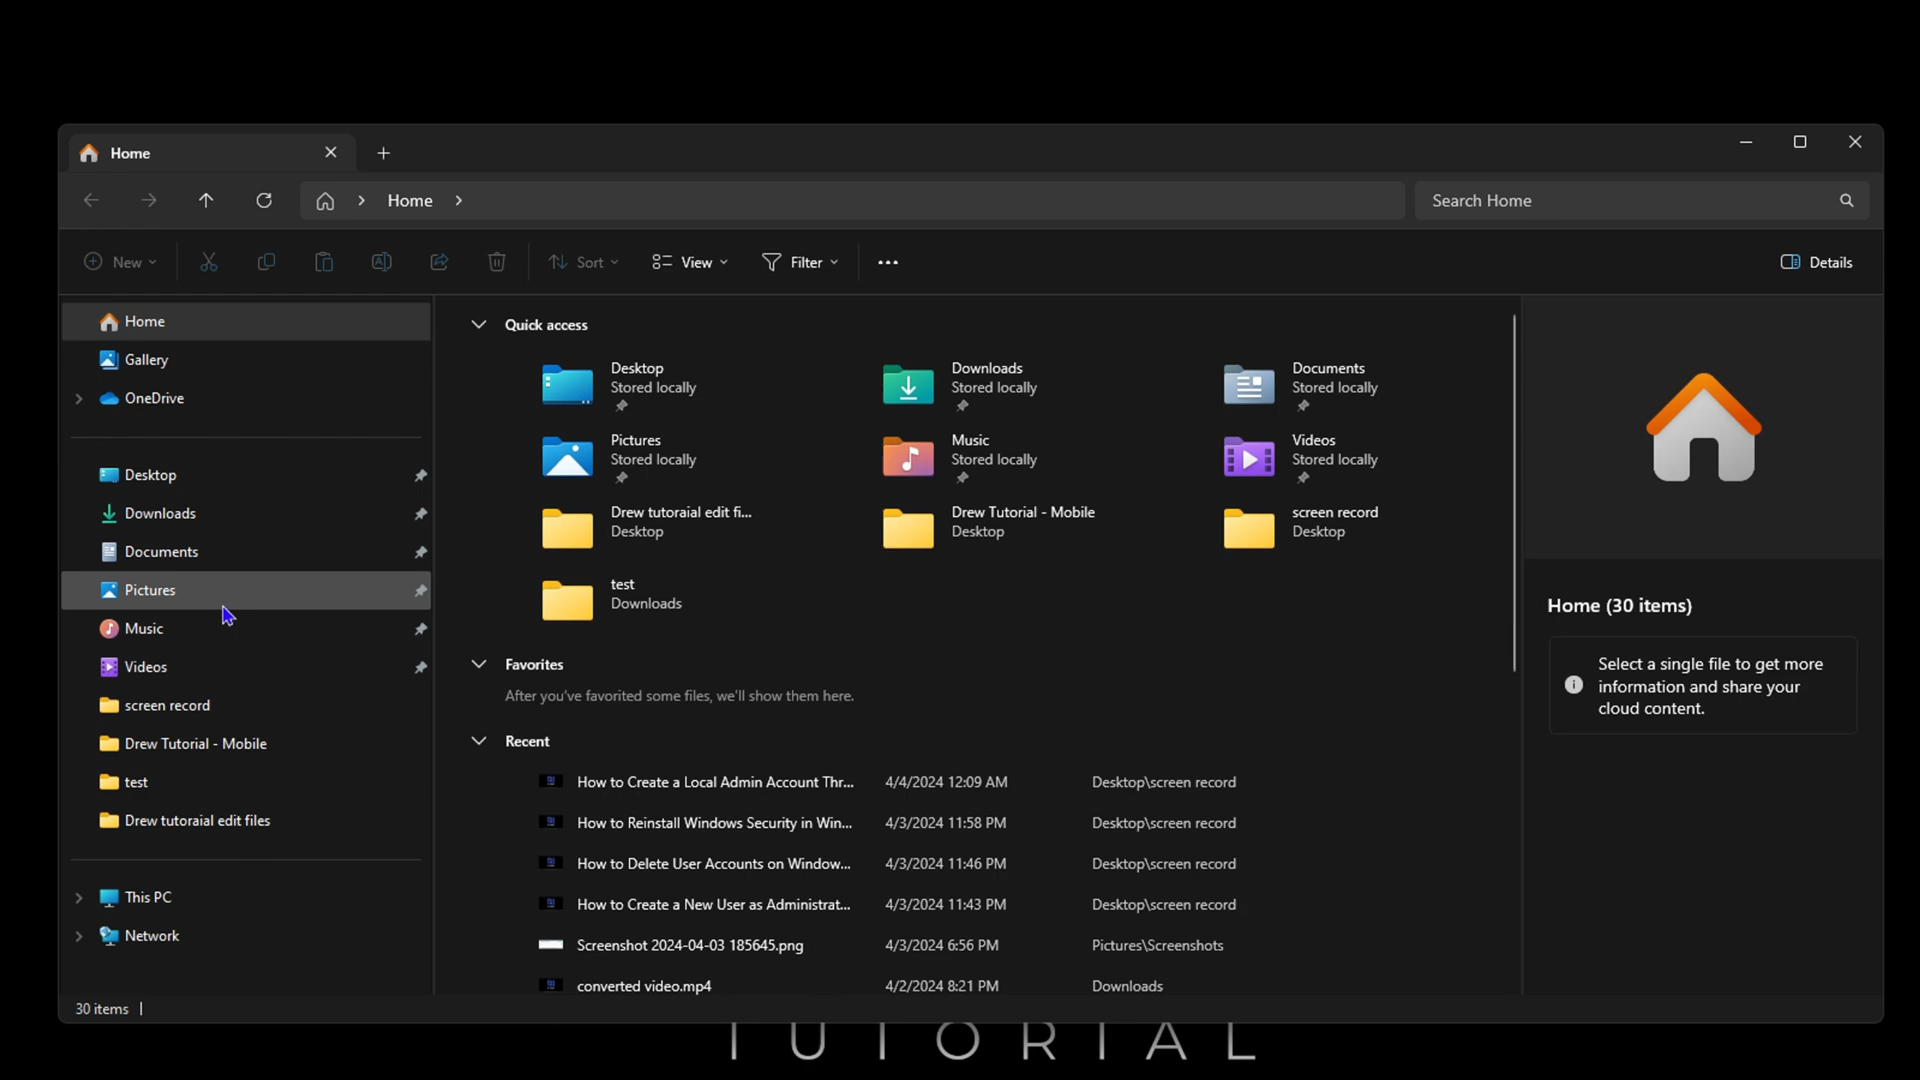 Home
Home
Search Home
New
Sort
View
Filter
Details
Home
Gallery
OneDrive
Desktop
Downloads
Documents
Pictures
Music
Videos
screen record
Drew Tutorial - Mobile
test
Drew tutoraial edit files
This PC
Network
Quick access
Desktop
Stored locally
Downloads
Stored locally
Documents
Stored locally
Pictures
Stored locally
Music
Stored locally
Videos
Stored locally
Drew tutoraial edit fi...
Desktop
Drew Tutorial - Mobile
Desktop
screen record
Desktop
test
Downloads
Favorites
After you've favorited some files, we'll show them here.
Recent
How to Create a Local Admin Account Thr... 4/4/2024 12:09 AM Desktop\screen record
How to Reinstall Windows Security in Win... 4/3/2024 11:58 PM Desktop\screen record
How to Delete User Accounts on Window... 4/3/2024 11:46 PM Desktop\screen record
How to Create a New User as Administrat... 4/3/2024 11:43 PM Desktop\screen record
Screenshot 2024-04-03 185645.png 4/3/2024 6:56 PM Pictures\Screenshots
converted video.mp4 4/2/2024 8:21 PM Downloads
Home (30 items)
Select a single file to get more
information and share your
cloud content.
30 items
TUTORIAL